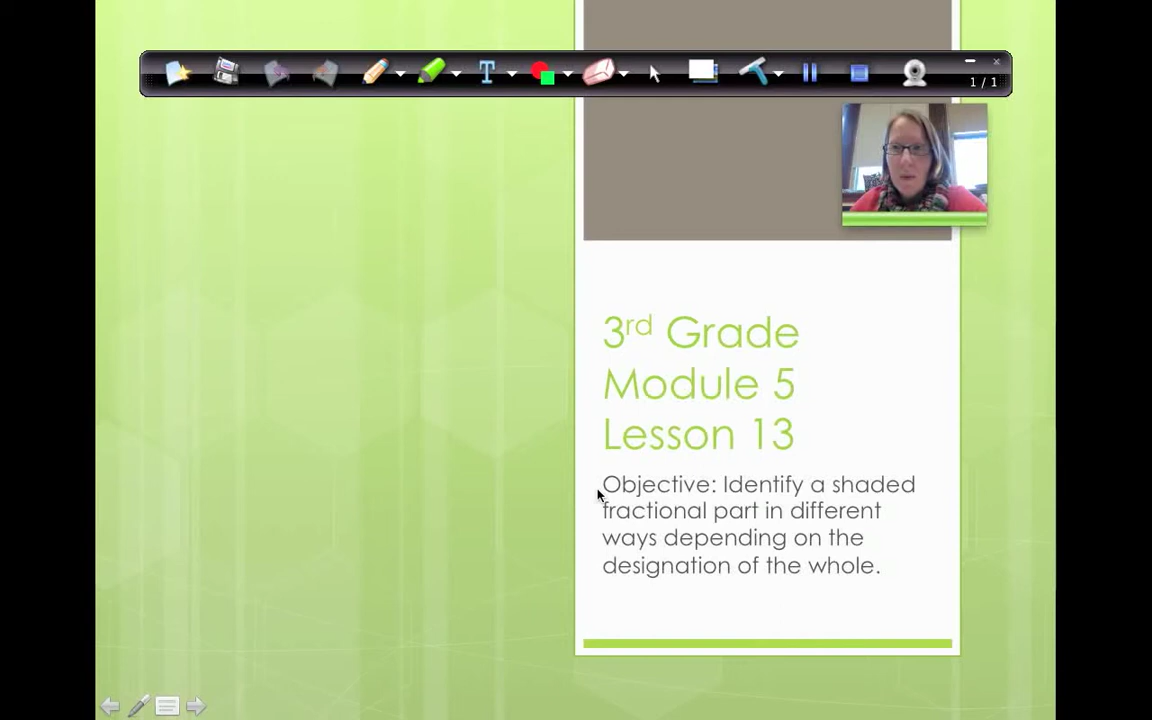 T
1 / 1
3rd Grade
Module 5
Lesson 13
Objective: Identify a shaded
fractional part in different
ways depending on the
designation of the whole.